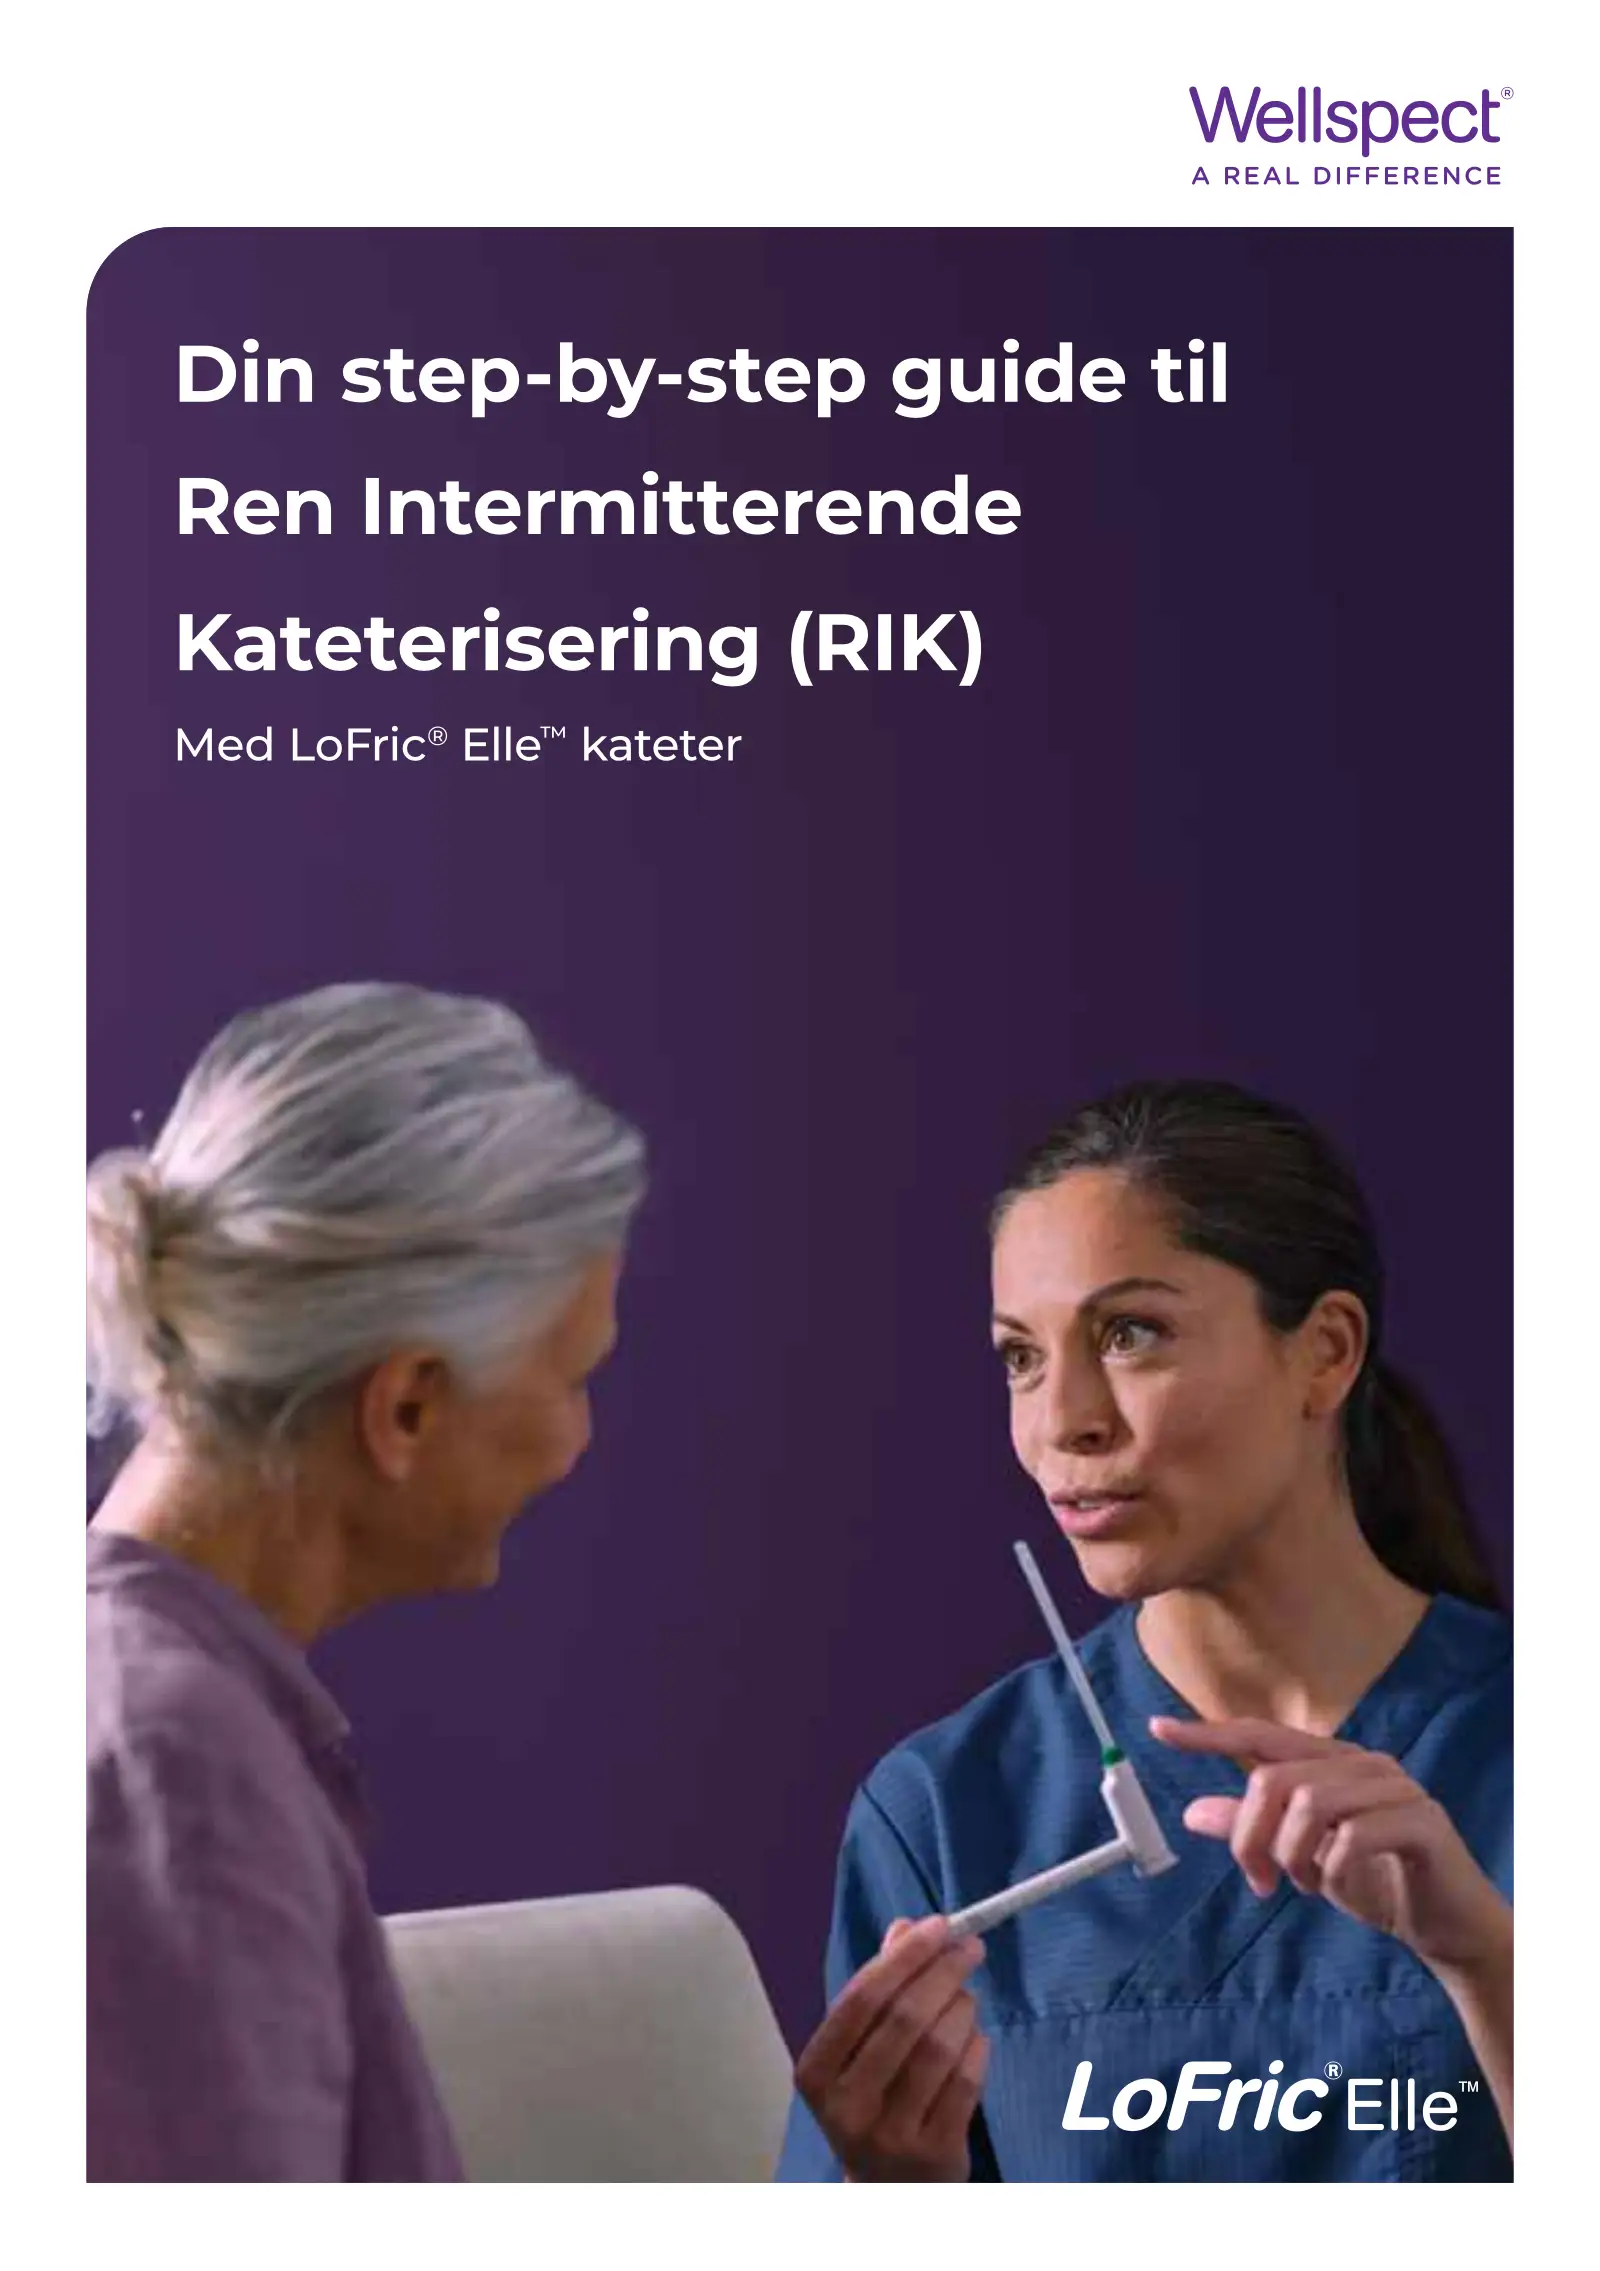 Wellspect®
A REAL DIFFERENCE
Din step-by-step guide til
Ren Intermitterende
Kateterisering (RIK)
Med LoFric® Elle™ kateter
LoFric® Elle™